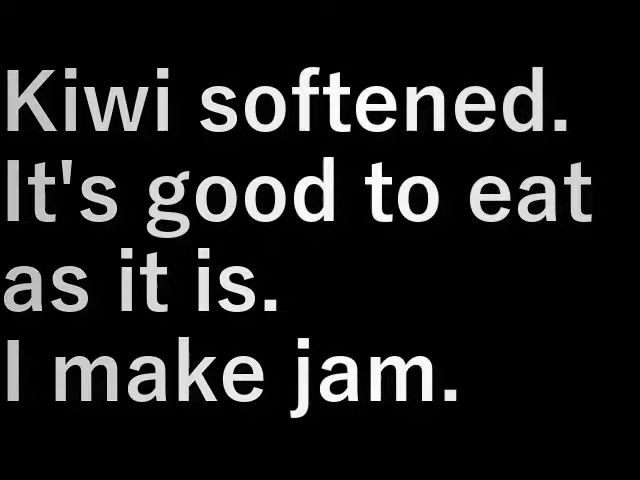 Kiwi softened.
It's good to eat
as it is.
I make jam.